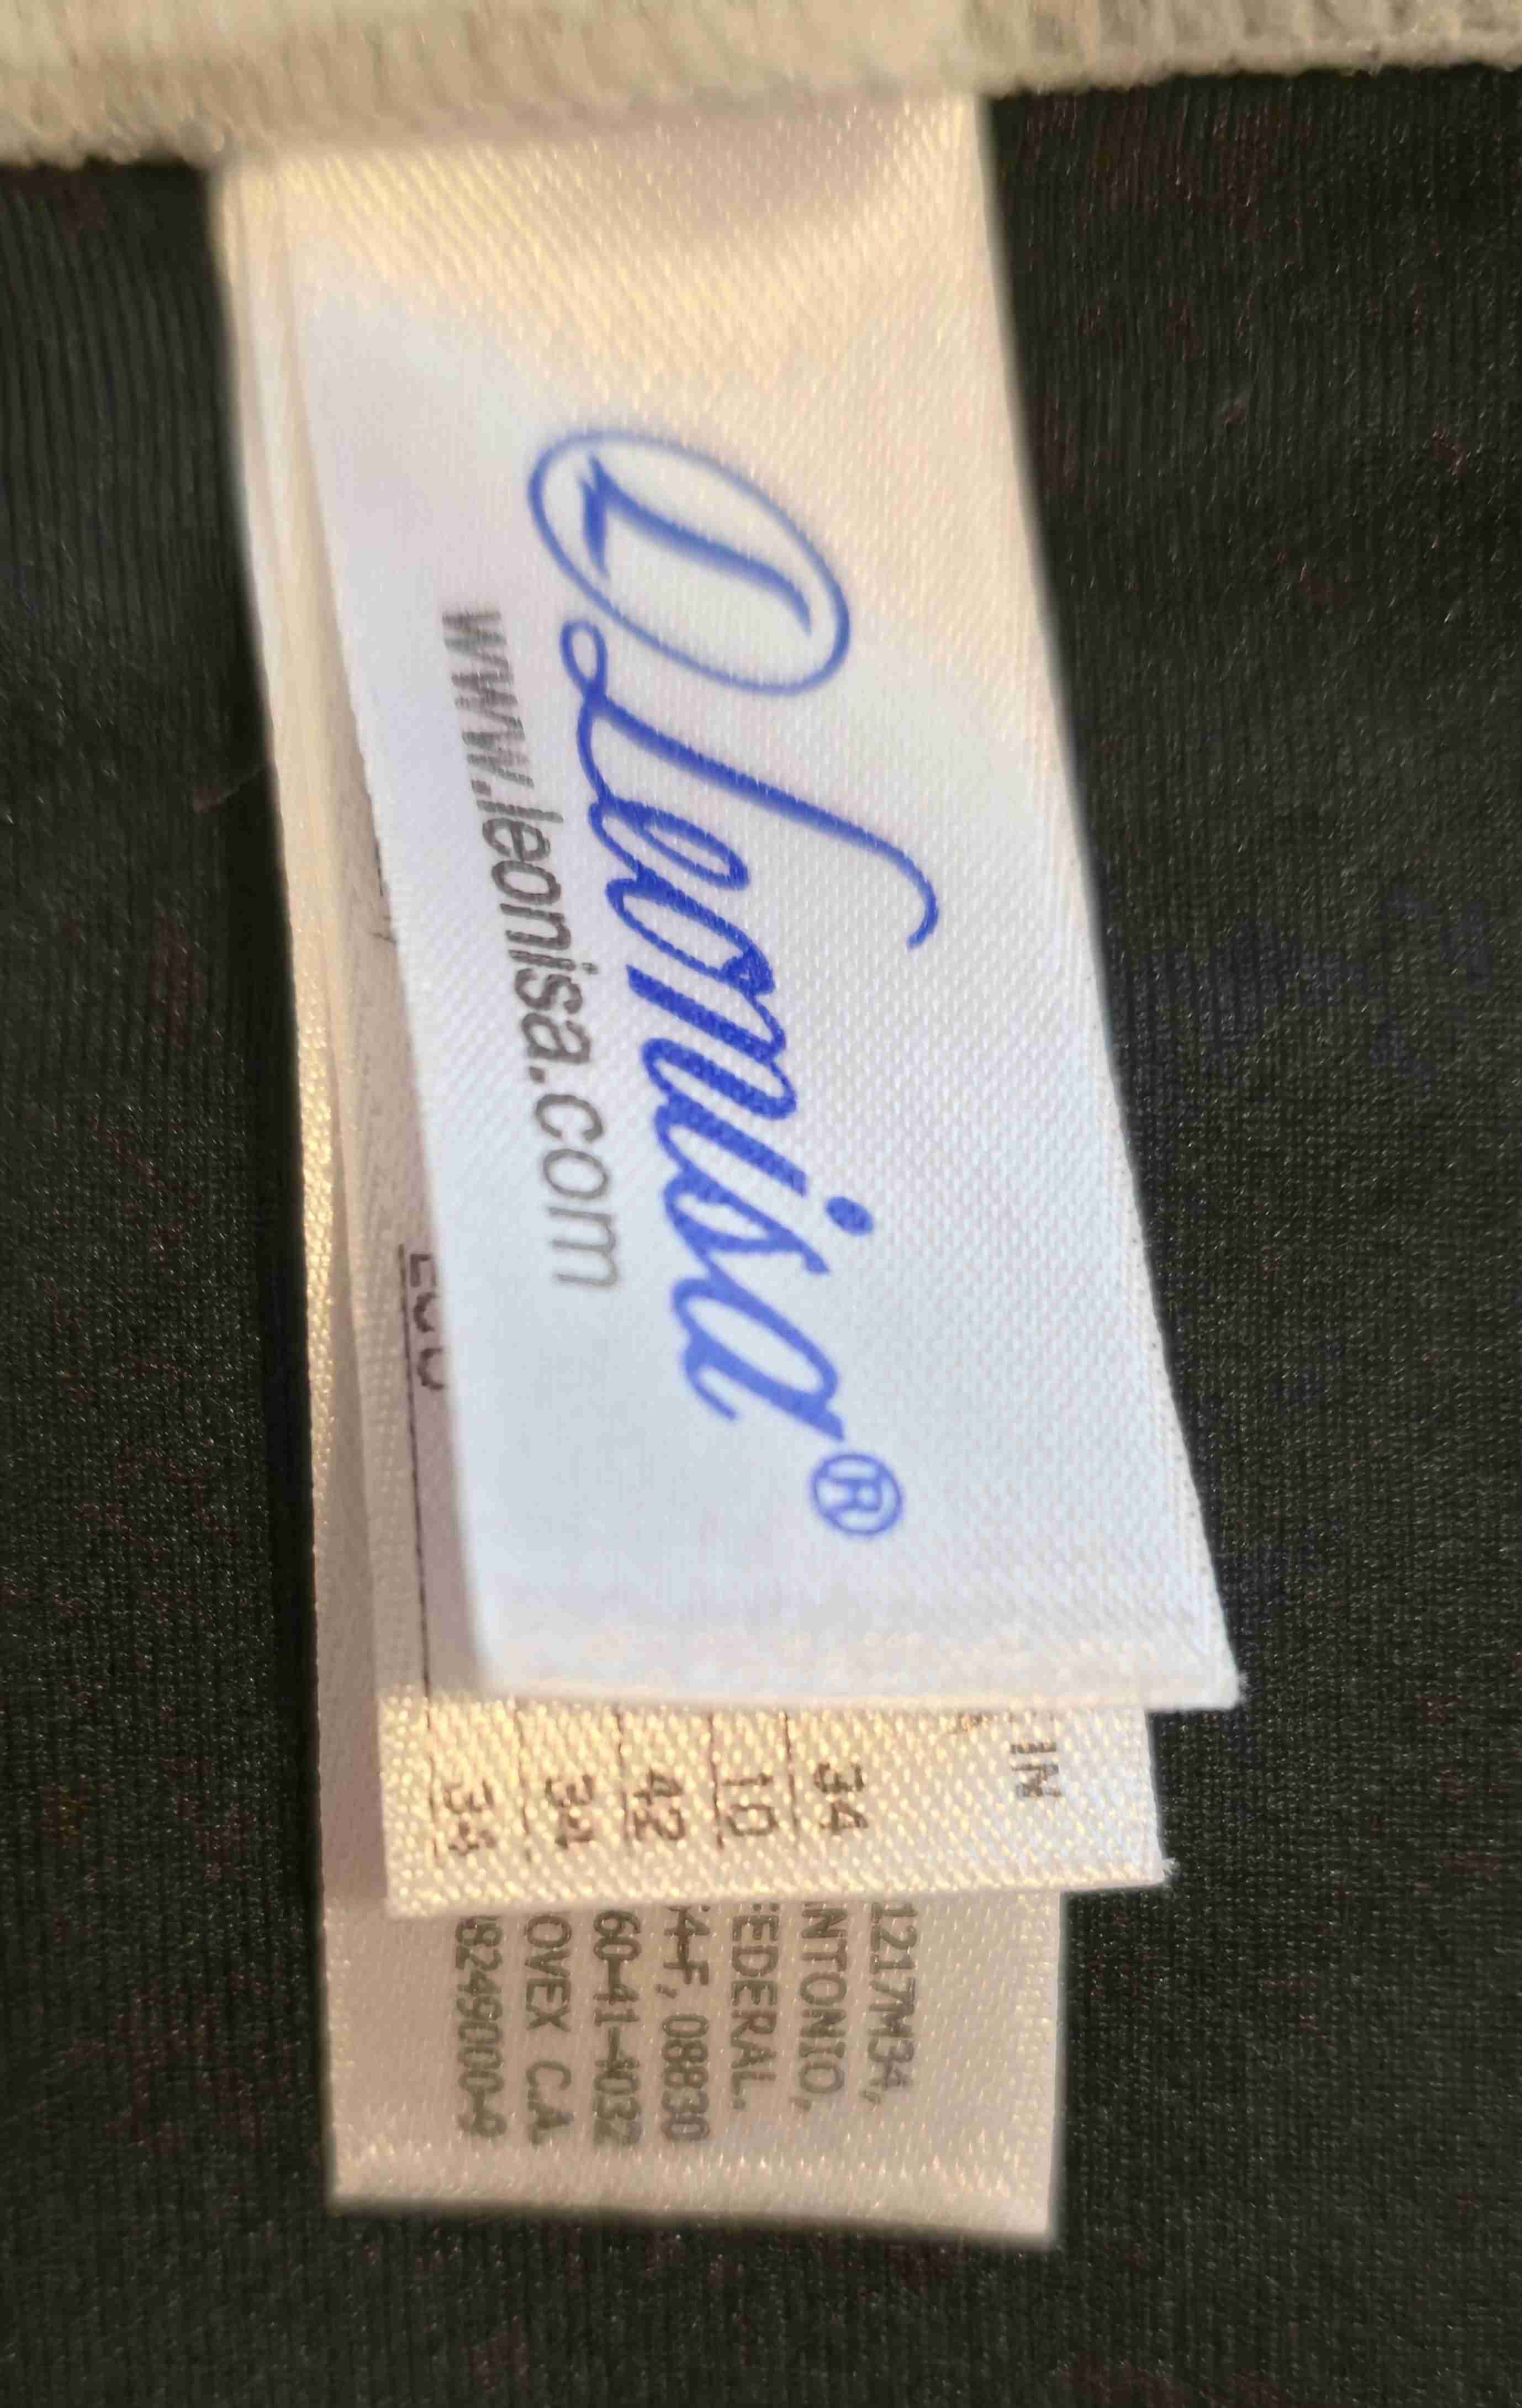 L Leonisa®
www.leonisa.com
IN
34
10
42
34
34
1217M34,
NTONIO,
EDERAL.
4-F, 08830
60-41-4032
OVEX C.A.
8249000-9